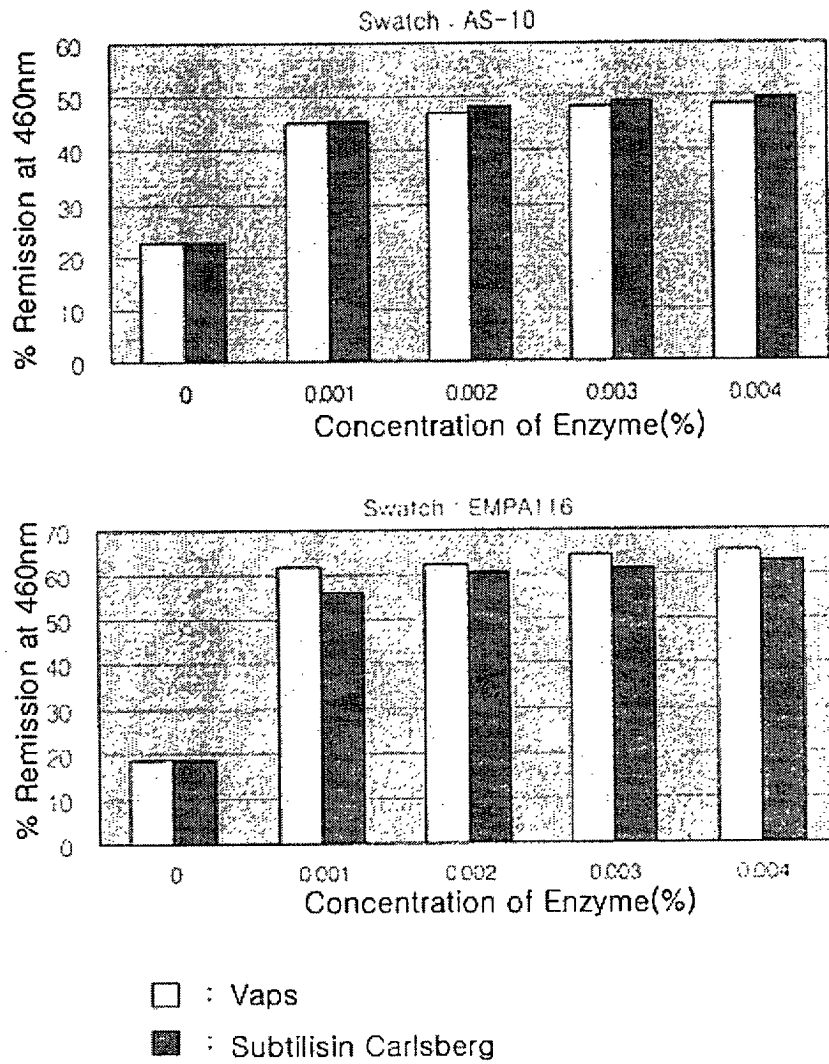 Swatch : AS-10
% Remission at 460nm
60
50
40
30
20
10
0
0 0.001 0.002 0.003 0.004
Concentration of Enzyme(%)
Swatch : EMPA116
% Remission at 460nm
70
60
50
40
30
20
10
0
0 0.001 0.002 0.003 0.004
Concentration of Enzyme(%)
: Vaps
: Subtilisin Carlsberg